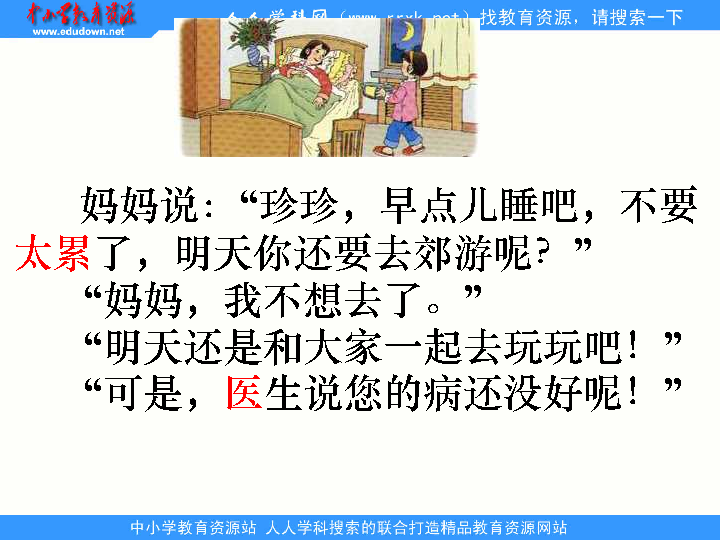 中小学教育资源
www.edudown.net
人人学科网（www.rrxk.net）找教育资源，请搜索一下
妈妈说：“珍珍，早点儿睡吧，不要
太累了，明天你还要去郊游呢？”
“妈妈，我不想去了。”
“明天还是和大家一起去玩玩吧！”
“可是，医生说您的病还没好呢！”
中小学教育资源站 人人学科搜索的联合打造精品教育资源网站